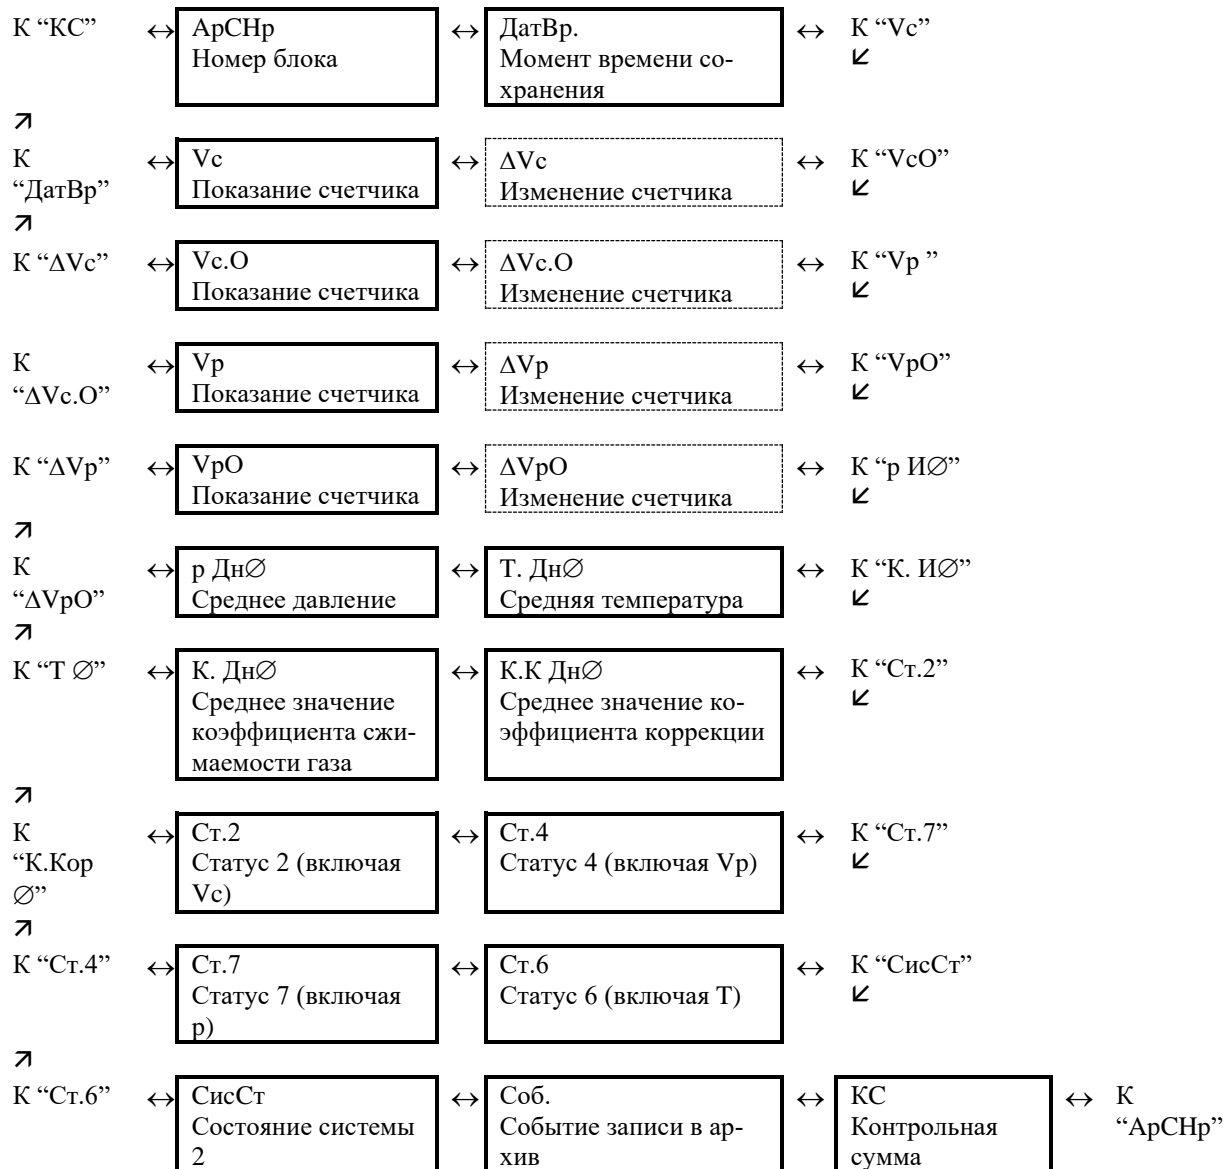 К “КС” ↔ АрСНр ↔ ДатВр. ↔ К “Vc”
Номер блока Момент времени со- ↙
хранения
↗
К ↔ Vc ↔ ΔVc ↔ К “VcO”
“ДатВр” Показание счетчика Изменение счетчика ↙
↗
К “ΔVc” ↔ Vc.O ↔ ΔVc.O ↔ К “Vp ”
Показание счетчика Изменение счетчика ↙
К ↔ Vp ↔ ΔVp ↔ К “VpO”
“ΔVc.O” Показание счетчика Изменение счетчика ↙
К “ΔVp” ↔ VpO ↔ ΔVpO ↔ К “р И∅”
Показание счетчика Изменение счетчика ↙
↗
К ↔ р Дн∅ ↔ Т. Дн∅ ↔ К “К. И∅”
“ΔVpO” Среднее давление Средняя температура ↙
↗
К “Т ∅” ↔ К. Дн∅ ↔ К.К Дн∅ ↔ К “Ст.2”
Среднее значение Среднее значение ко- ↙
коэффициента сжи- эффициента коррекции
маемости газа
↗
К ↔ Ст.2 ↔ Ст.4 ↔ К “Ст.7”
“К.Кор Статус 2 (включая Статус 4 (включая Vp) ↙
∅” Vc)
↗
К “Ст.4” ↔ Ст.7 ↔ Ст.6 ↔ К “СисСт”
Статус 7 (включая Статус 6 (включая Т) ↙
р)
↗
К “Ст.6” ↔ СисСт ↔ Соб. ↔ КС ↔ К
Состояние системы Событие записи в ар- Контрольная “АрСНр”
2 хив сумма